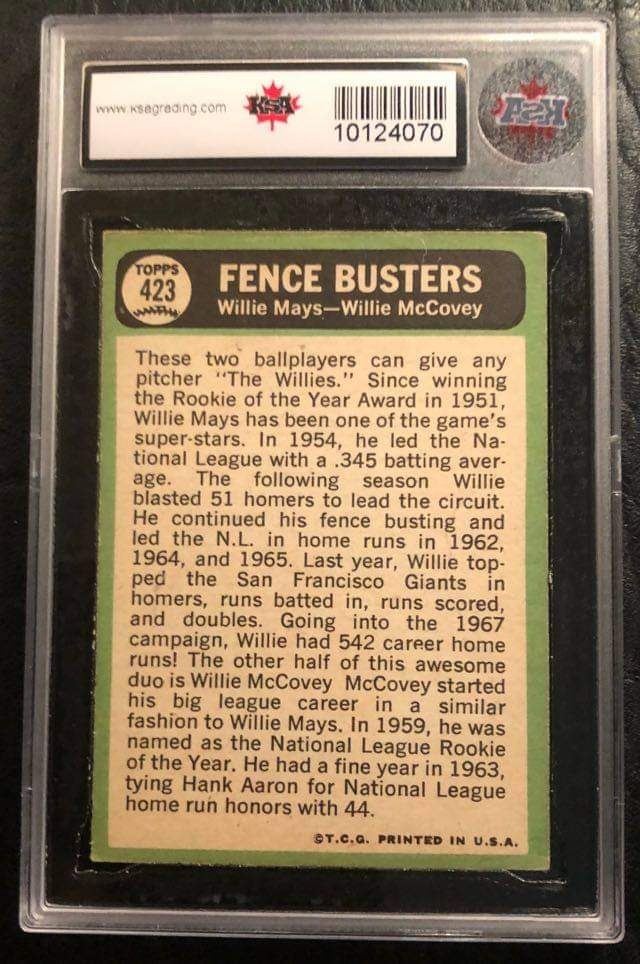 www.ksagrading.com
KSA
10124070
KSA
TOPPS
423
FENCE BUSTERS
Willie Mays—Willie McCovey
These two ballplayers can give any
pitcher "The Willies." Since winning
the Rookie of the Year Award in 1951,
Willie Mays has been one of the game's
super-stars. In 1954, he led the Na-
tional League with a .345 batting aver-
age. The following season Willie
blasted 51 homers to lead the circuit.
He continued his fence busting and
led the N.L. in home runs in 1962,
1964, and 1965. Last year, Willie top-
ped the San Francisco Giants in
homers, runs batted in, runs scored,
and doubles. Going into the 1967
campaign, Willie had 542 career home
runs! The other half of this awesome
duo is Willie McCovey McCovey started
his big league career in a similar
fashion to Willie Mays. In 1959, he was
named as the National League Rookie
of the Year. He had a fine year in 1963,
tying Hank Aaron for National League
home run honors with 44.
©T.C.G. PRINTED IN U.S.A.